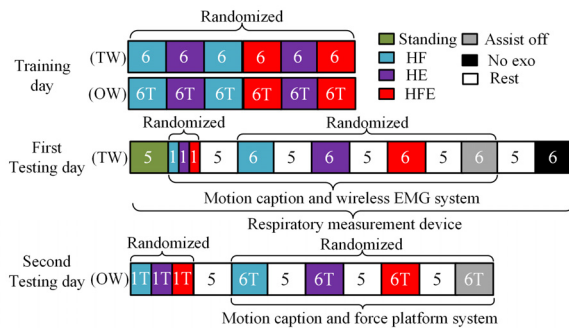 Randomized
Standing
Assist off
HF
No exo
HE
Rest
HFE
Training day
(TW) 6 6 6 6 6 6
(OW) 6T 6T 6T 6T 6T 6T
Randomized
Randomized
First Testing day
(TW) 5 1 1 1 5 6 5 6 5 6 5 6 5 6
Motion caption and wireless EMG system
Respiratory measurement device
Randomized
Randomized
Second Testing day
(OW) 1T 1T 1T 5 6T 5 6T 5 6T 5 6T
Motion caption and force platform system